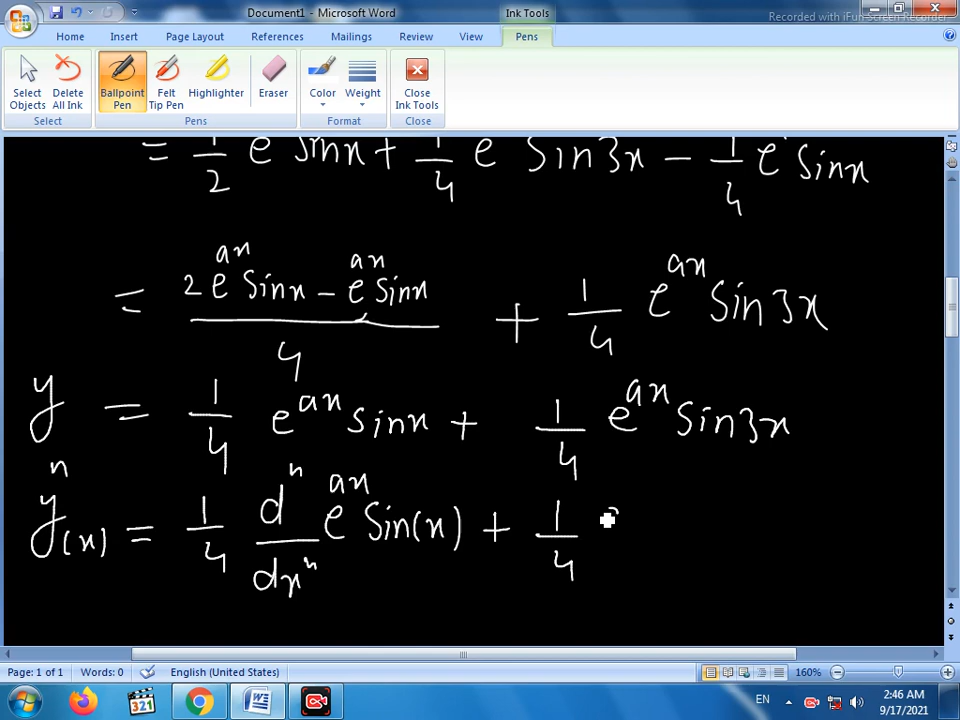 Document1 - Microsoft Word
Ink Tools
Recorded with iFun Screen Recorder
Home Insert Page Layout References Mailings Review View Pens
Select Objects
Delete All Ink
Ballpoint Pen
Felt Tip Pen
Highlighter
Eraser
Color
Weight
Close Ink Tools
Select Pens Format Close
= 1/2 e sinx + 1/4 e Sin3x - 1/4 e Sinx
= (2e^ax Sinx - e^ax Sinx)/4 + 1/4 e^ax Sin3x
y = 1/4 e^ax sinx + 1/4 e^ax Sin3x
y^n(x) = 1/4 d^n/dx^n e^ax Sin(x) + 1/4
Page: 1 of 1 Words: 0 English (United States) 160%
321
W
EN 2:46 AM
9/17/2021